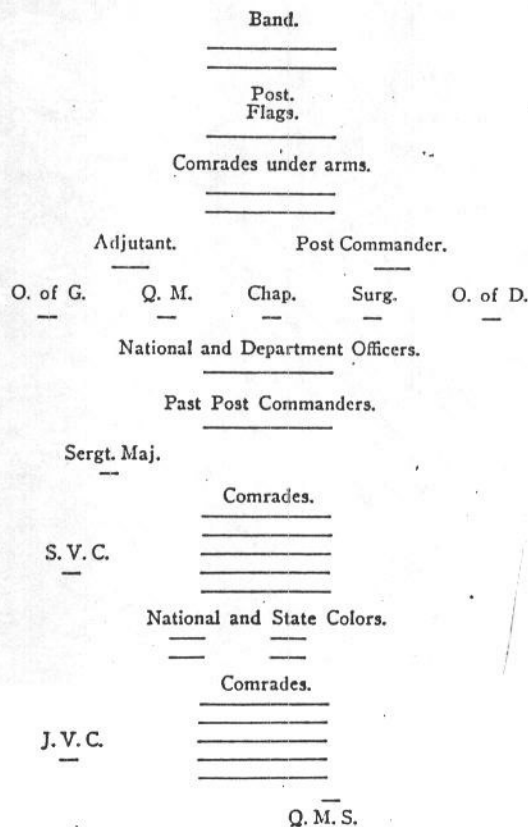 Band.
Post.
Flags.
Comrades under arms.
Adjutant. Post Commander.
O. of G. Q. M. Chap. Surg. O. of D.
National and Department Officers.
Past Post Commanders.
Sergt. Maj.
Comrades.
S. V. C.
National and State Colors.
Comrades.
J. V. C.
Q. M. S.